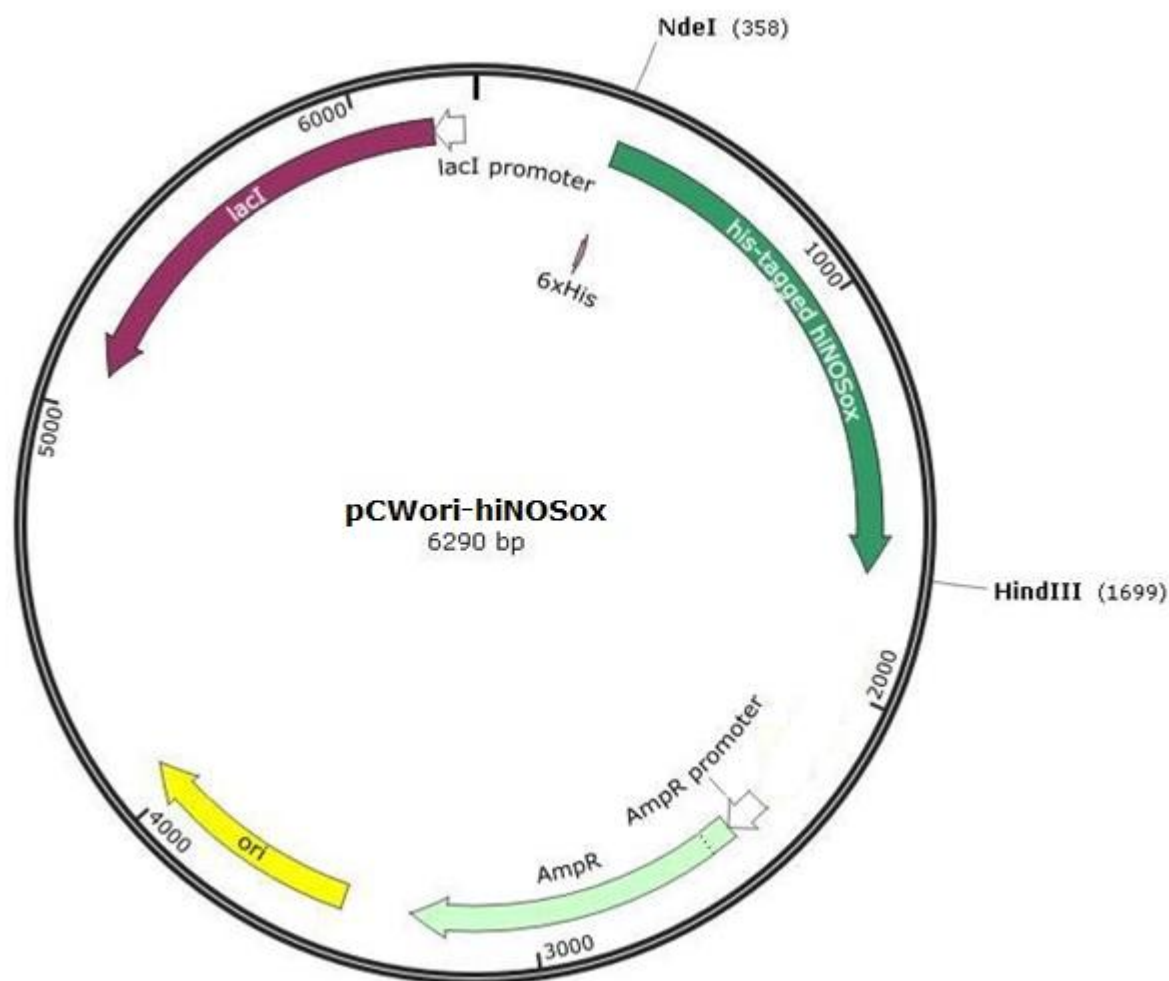 NdeI (358)
6000
lacI promoter
lacI
his-tagged hiNOSox
1000
6xHis
5000
pCWori-hiNOSox
6290 bp
HindIII (1699)
2000
AmpR promoter
4000
ori
AmpR
3000